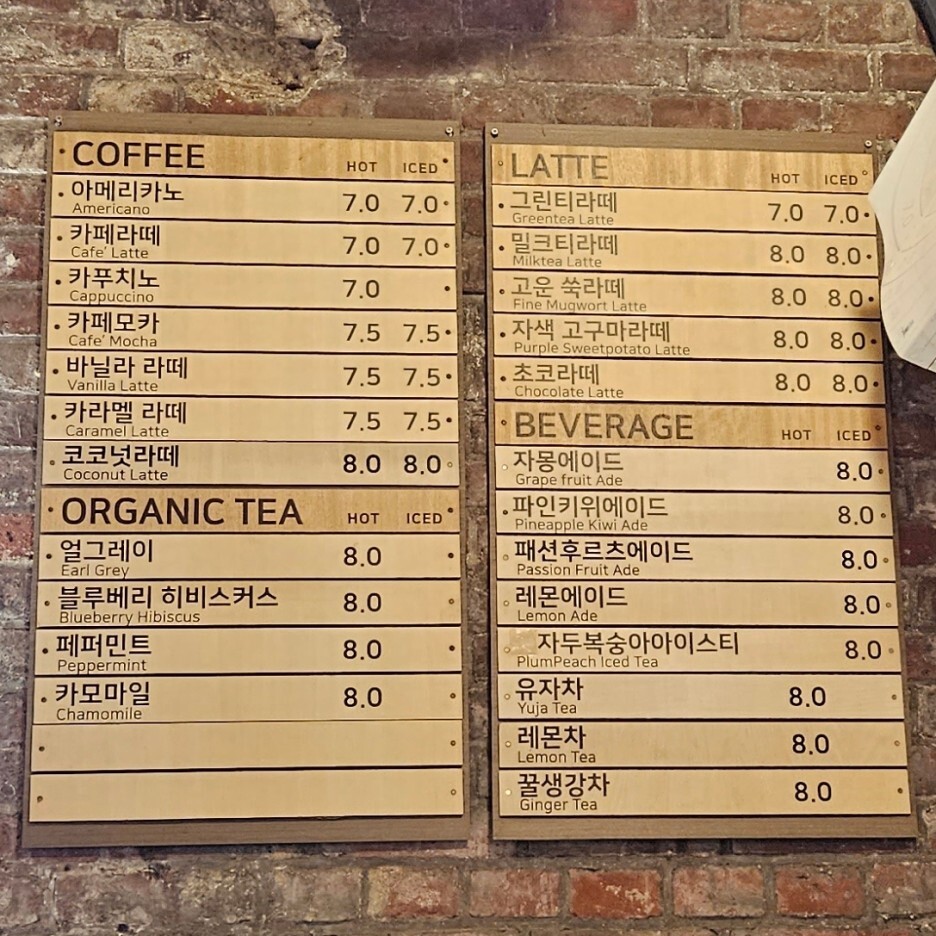 COFFEE HOT ICED
아메리카노 7.0 7.0
Americano
카페라떼 7.0 7.0
Cafe' Latte
카푸치노 7.0
Cappuccino
카페모카 7.5 7.5
Cafe' Mocha
바닐라 라떼 7.5 7.5
Vanilla Latte
카라멜 라떼 7.5 7.5
Caramel Latte
코코넛라떼 8.0 8.0
Coconut Latte
ORGANIC TEA HOT ICED
얼그레이 8.0
Earl Grey
블루베리 히비스커스 8.0
Blueberry Hibiscus
페퍼민트 8.0
Peppermint
카모마일 8.0
Chamomile
LATTE HOT ICED
그린티라떼 7.0 7.0
Greentea Latte
밀크티라떼 8.0 8.0
Milktea Latte
고운 쑥라떼 8.0 8.0
Fine Mugwort Latte
자색 고구마라떼 8.0 8.0
Purple Sweetpotato Latte
초코라떼 8.0 8.0
Chocolate Latte
BEVERAGE HOT ICED
자몽에이드 8.0
Grape fruit Ade
파인키위에이드 8.0
Pineapple Kiwi Ade
패션후르츠에이드 8.0
Passion Fruit Ade
레몬에이드 8.0
Lemon Ade
자두복숭아아이스티 8.0
PlumPeach Iced Tea
유자차 8.0
Yuja Tea
레몬차 8.0
Lemon Tea
꿀생강차 8.0
Ginger Tea